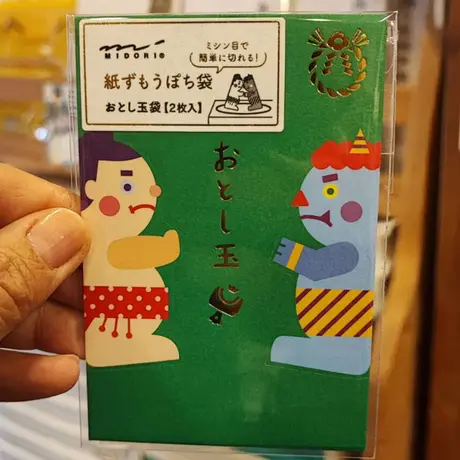 MIDORI
ミシン目で
簡単に切れる!
紙ずもうぽち袋
おとし玉袋【2枚入】
おとし玉